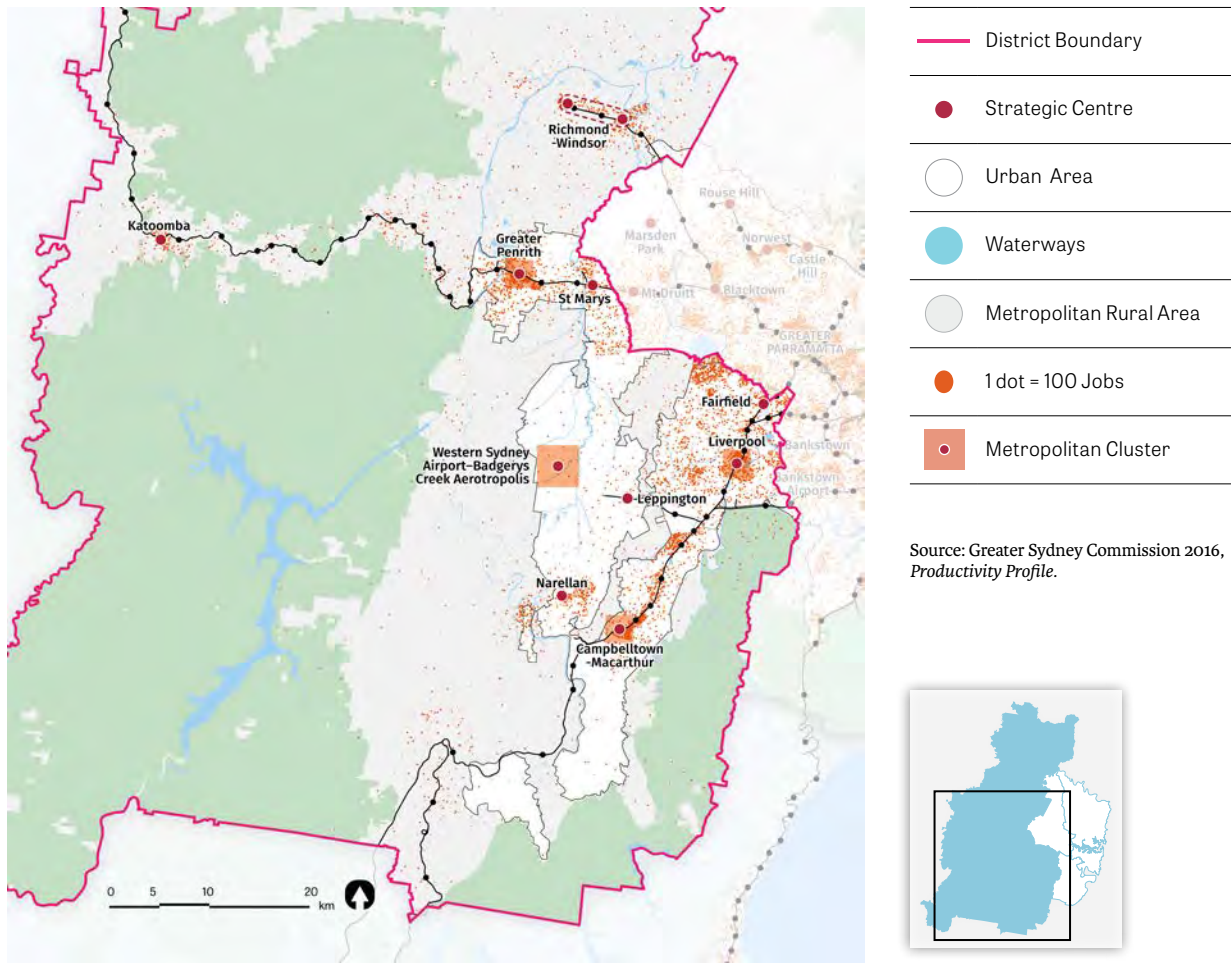 Richmond
-Windsor
Rouse Hill
Marsden
Park
Norwest
Castle
Hill
Katoomba
Greater
Penrith
St Marys
Mt Druitt
Blacktown
GREATER
PARRAMATTA
Fairfield
Liverpool
Bankstown
Bankstown
Airport
Western Sydney
Airport–Badgerys
Creek Aerotropolis
Leppington
Narellan
Campbelltown
-Macarthur
0 5 10 20
km
District Boundary
Strategic Centre
Urban Area
Waterways
Metropolitan Rural Area
1 dot = 100 Jobs
Metropolitan Cluster
Source: Greater Sydney Commission 2016,
Productivity Profile.